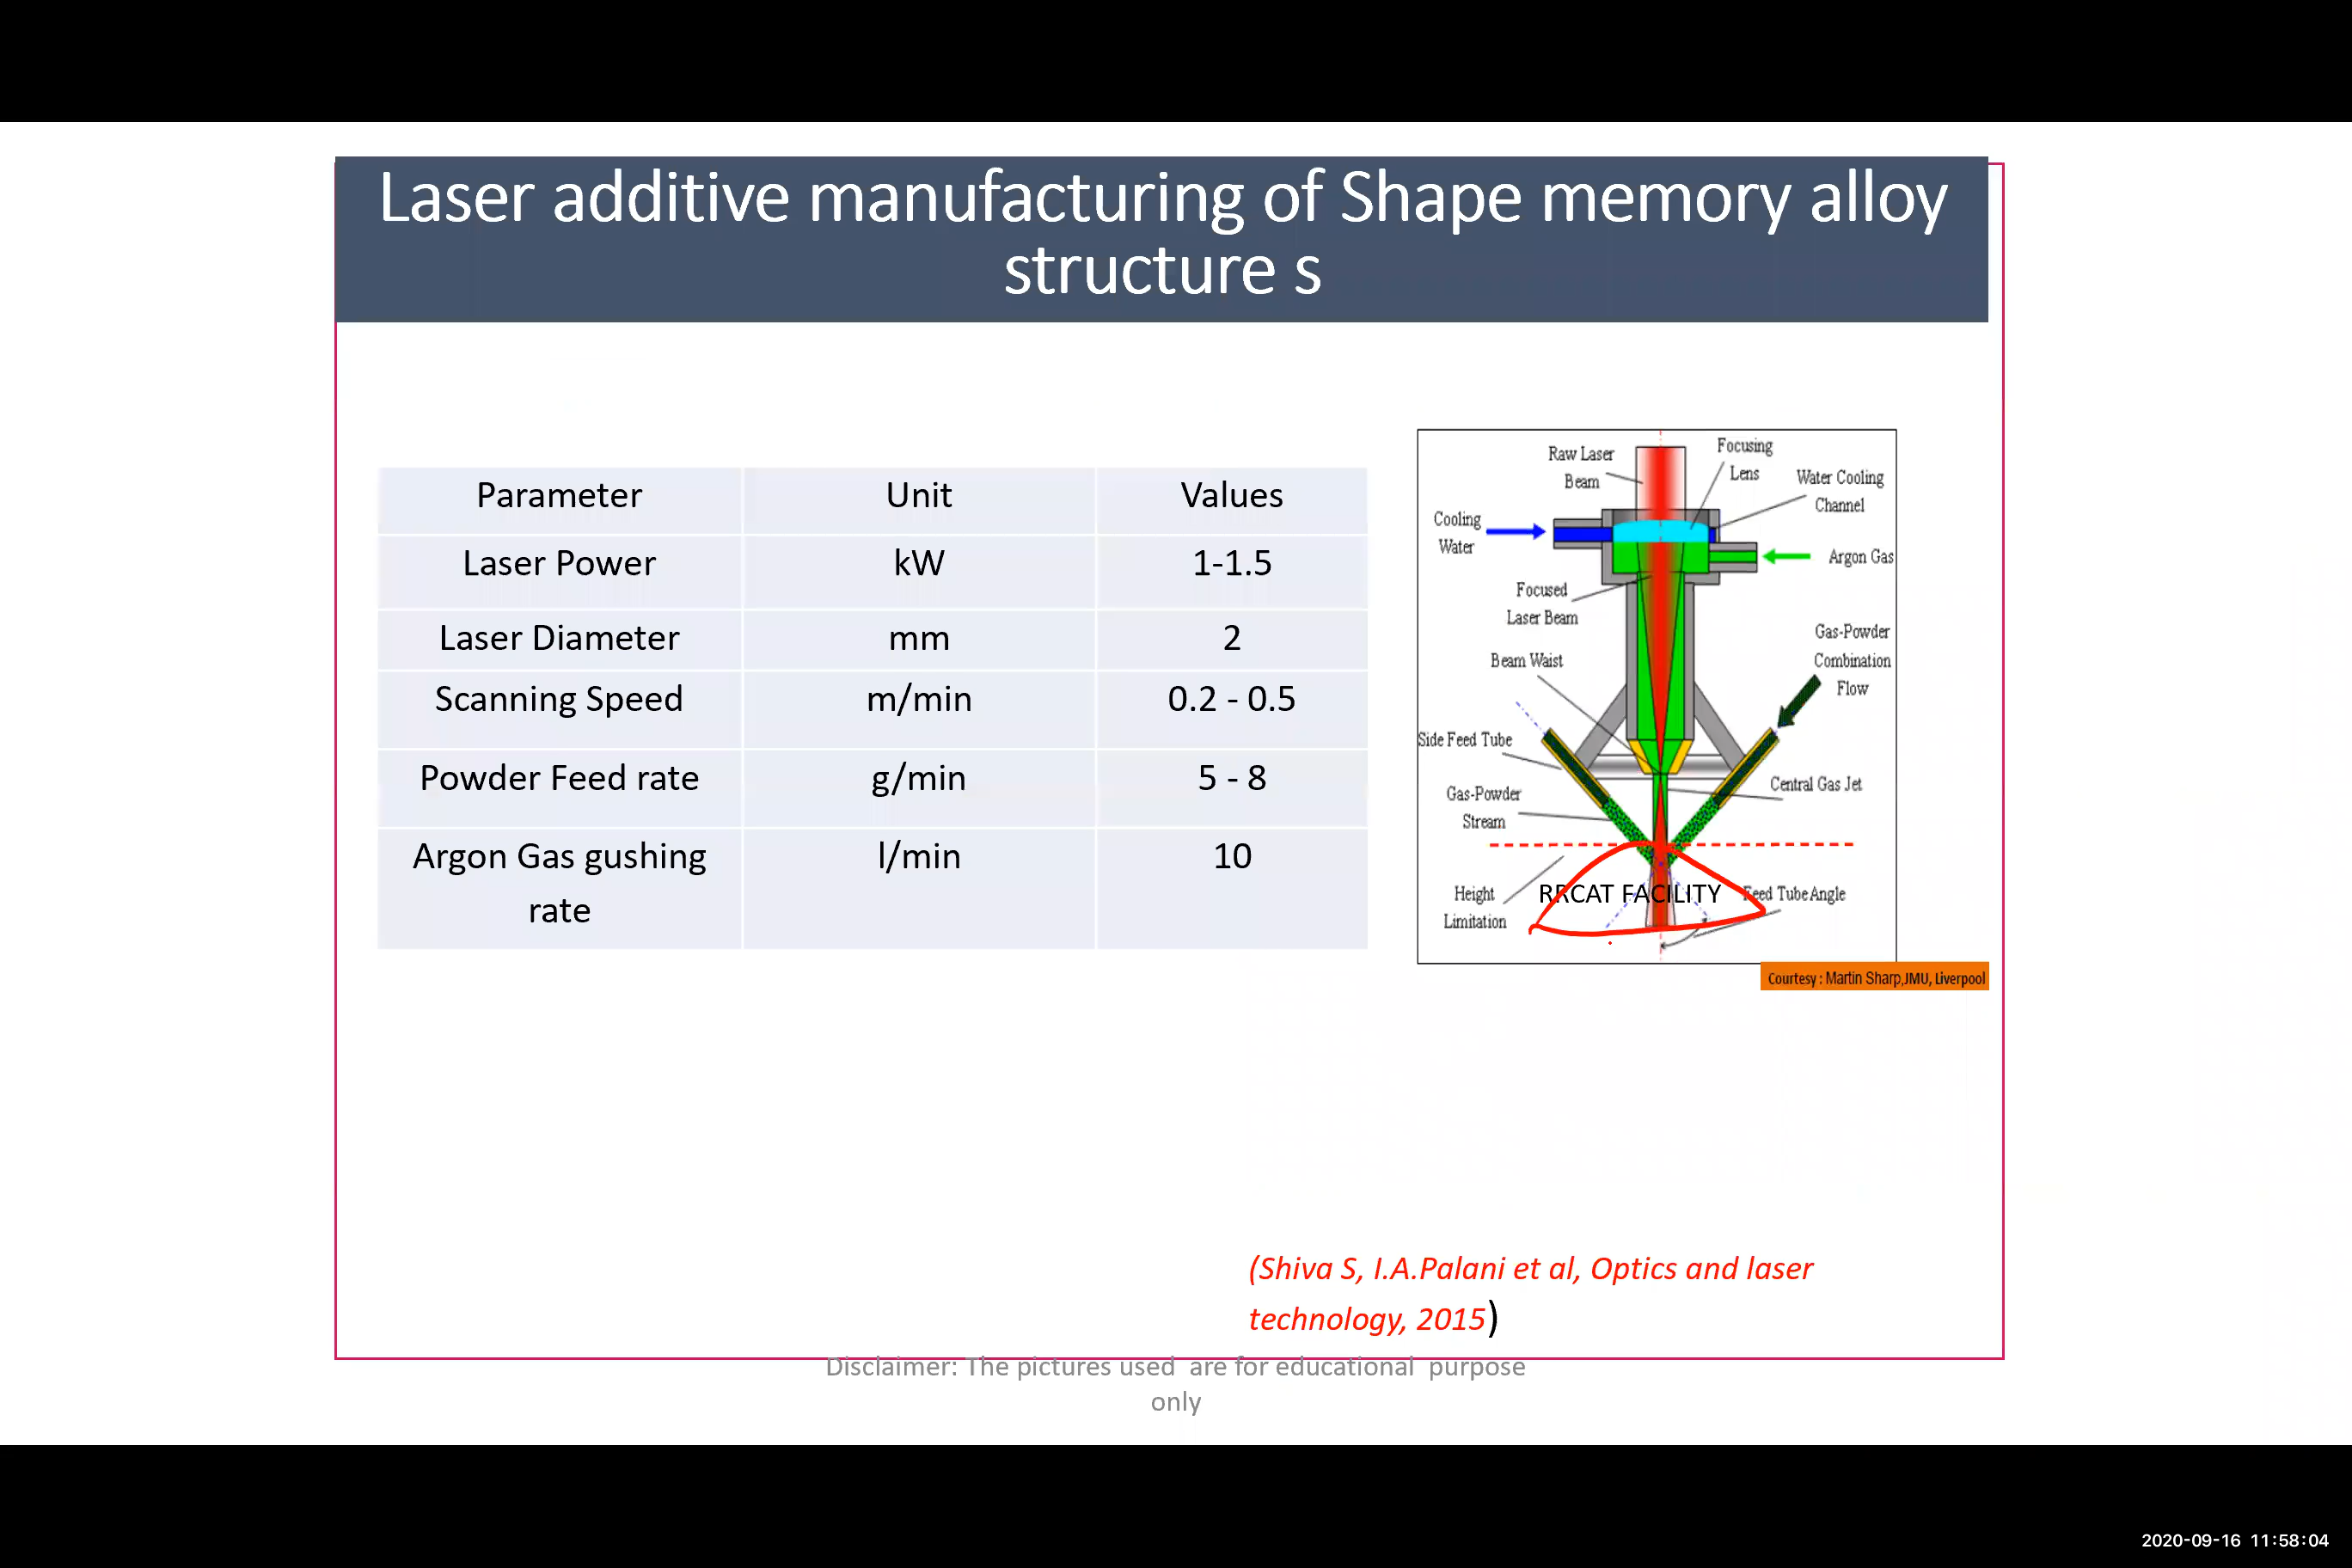 Laser additive manufacturing of Shape memory alloy
structure s
Parameter Unit Values
Laser Power kW 1-1.5
Laser Diameter mm 2
Scanning Speed m/min 0.2 - 0.5
Powder Feed rate g/min 5 - 8
Argon Gas gushing l/min 10
rate
Raw Laser
Beam
Focusing
Lens
Water Cooling
Channel
Cooling
Water
Argon Gas
Focused
Laser Beam
Gas-Powder
Combination
Flow
Beam Waist
Side Feed Tube
Central Gas Jet
Gas-Powder
Stream
Height
Limitation
RRCAT FACILITY
Feed Tube Angle
Courtesy : Martin Sharp,JMU, Liverpool
(Shiva S, I.A.Palani et al, Optics and laser
technology, 2015)
Disclaimer: The pictures used are for educational purpose
only
2020-09-16 11:58:04